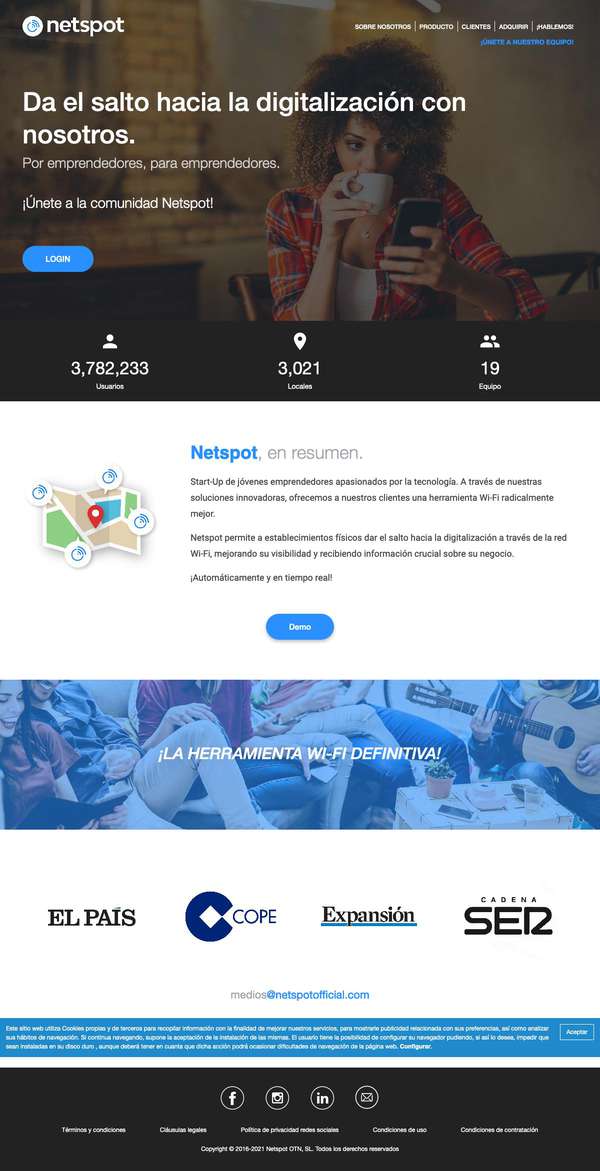 netspot
SOBRE NOSOTROS PRODUCTO CLIENTES ADQUIRIR ¡HABLEMOS!
¡ÚNETE A NUESTRO EQUIPO!
Da el salto hacia la digitalización con
nosotros.
Por emprendedores, para emprendedores.
¡Únete a la comunidad Netspot!
LOGIN
3,782,233 3,021 19
Usuarios Locales Equipo
Netspot, en resumen.
Start-Up de jóvenes emprendedores apasionados por la tecnología. A través de nuestras
soluciones innovadoras, ofrecemos a nuestros clientes una herramienta Wi-Fi radicalmente
mejor.
Netspot permite a establecimientos físicos dar el salto hacia la digitalización a través de la red
Wi-Fi, mejorando su visibilidad y recibiendo información crucial sobre su negocio.
¡Automáticamente y en tiempo real!
Demo
¡LA HERRAMIENTA WI-FI DEFINITIVA!
EL PAÍS COPE Expansión CADENA SER
medios@netspotofficial.com
Este sitio web utiliza Cookies propias y de terceros para recopilar información con la finalidad de mejorar nuestros servicios, para mostrarle publicidad relacionada con sus preferencias, así como analizar
sus hábitos de navegación. Si continua navegando, supone la aceptación de la instalación de las mismas. El usuario tiene la posibilidad de configurar su navegador pudiendo, si así lo desea, impedir que
sean instaladas en su disco duro , aunque deberá tener en cuenta que dicha acción podrá ocasionar dificultades de navegación de la página web. Configurar.
Aceptar
Términos y condiciones Cláusulas legales Política de privacidad redes sociales Condiciones de uso Condiciones de contratación
Copyright © 2016-2021 Netspot OTN, SL. Todos los derechos reservados